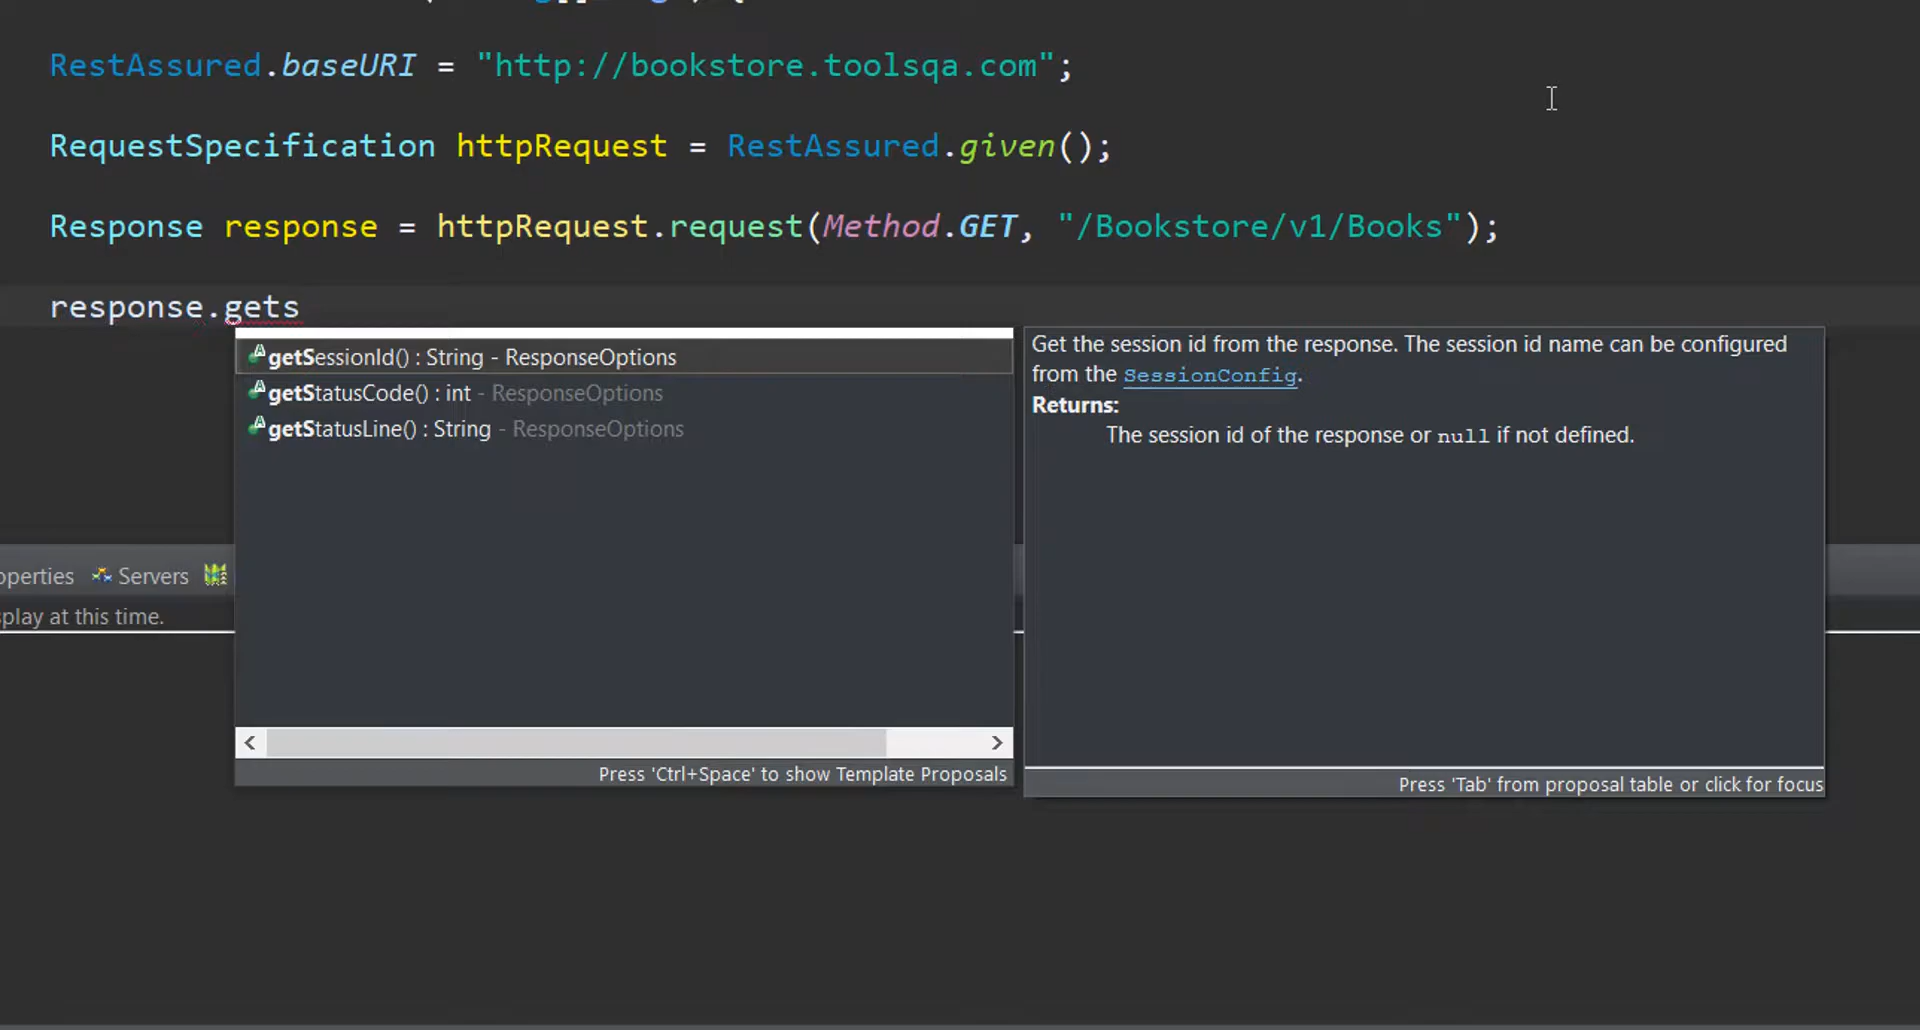 RestAssured.baseURI = "http://bookstore.toolsqa.com";
RequestSpecification httpRequest = RestAssured.given();
Response response = httpRequest.request(Method.GET, "/Bookstore/v1/Books");
response.gets
getSessionId() : String - ResponseOptions
getStatusCode() : int - ResponseOptions
getStatusLine() : String - ResponseOptions
Press 'Ctrl+Space' to show Template Proposals
Get the session id from the response. The session id name can be configured
from the SessionConfig.
Returns:
The session id of the response or null if not defined.
Press 'Tab' from proposal table or click for focus
operties Servers
splay at this time.